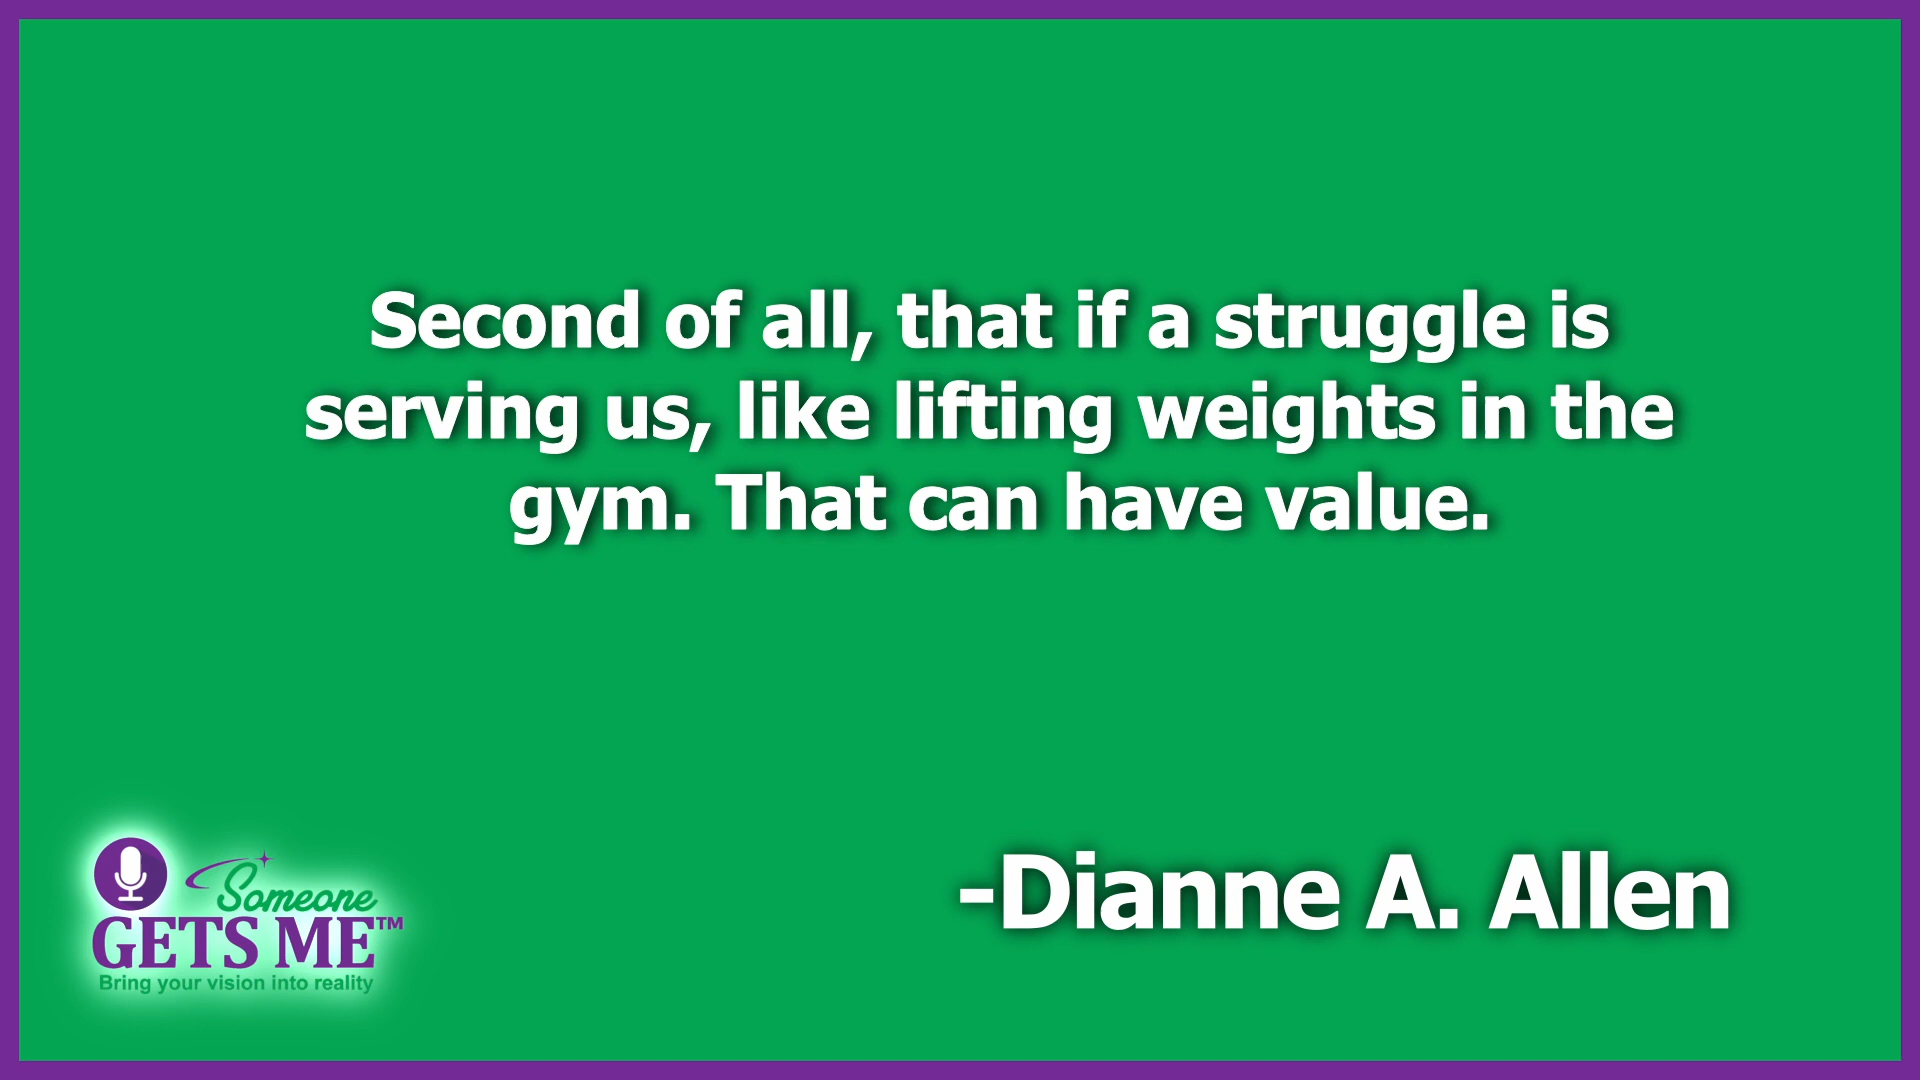 Second of all, that if a struggle is
serving us, like lifting weights in the
gym. That can have value.
-Dianne A. Allen
Someone
GETS ME™
Bring your vision into reality